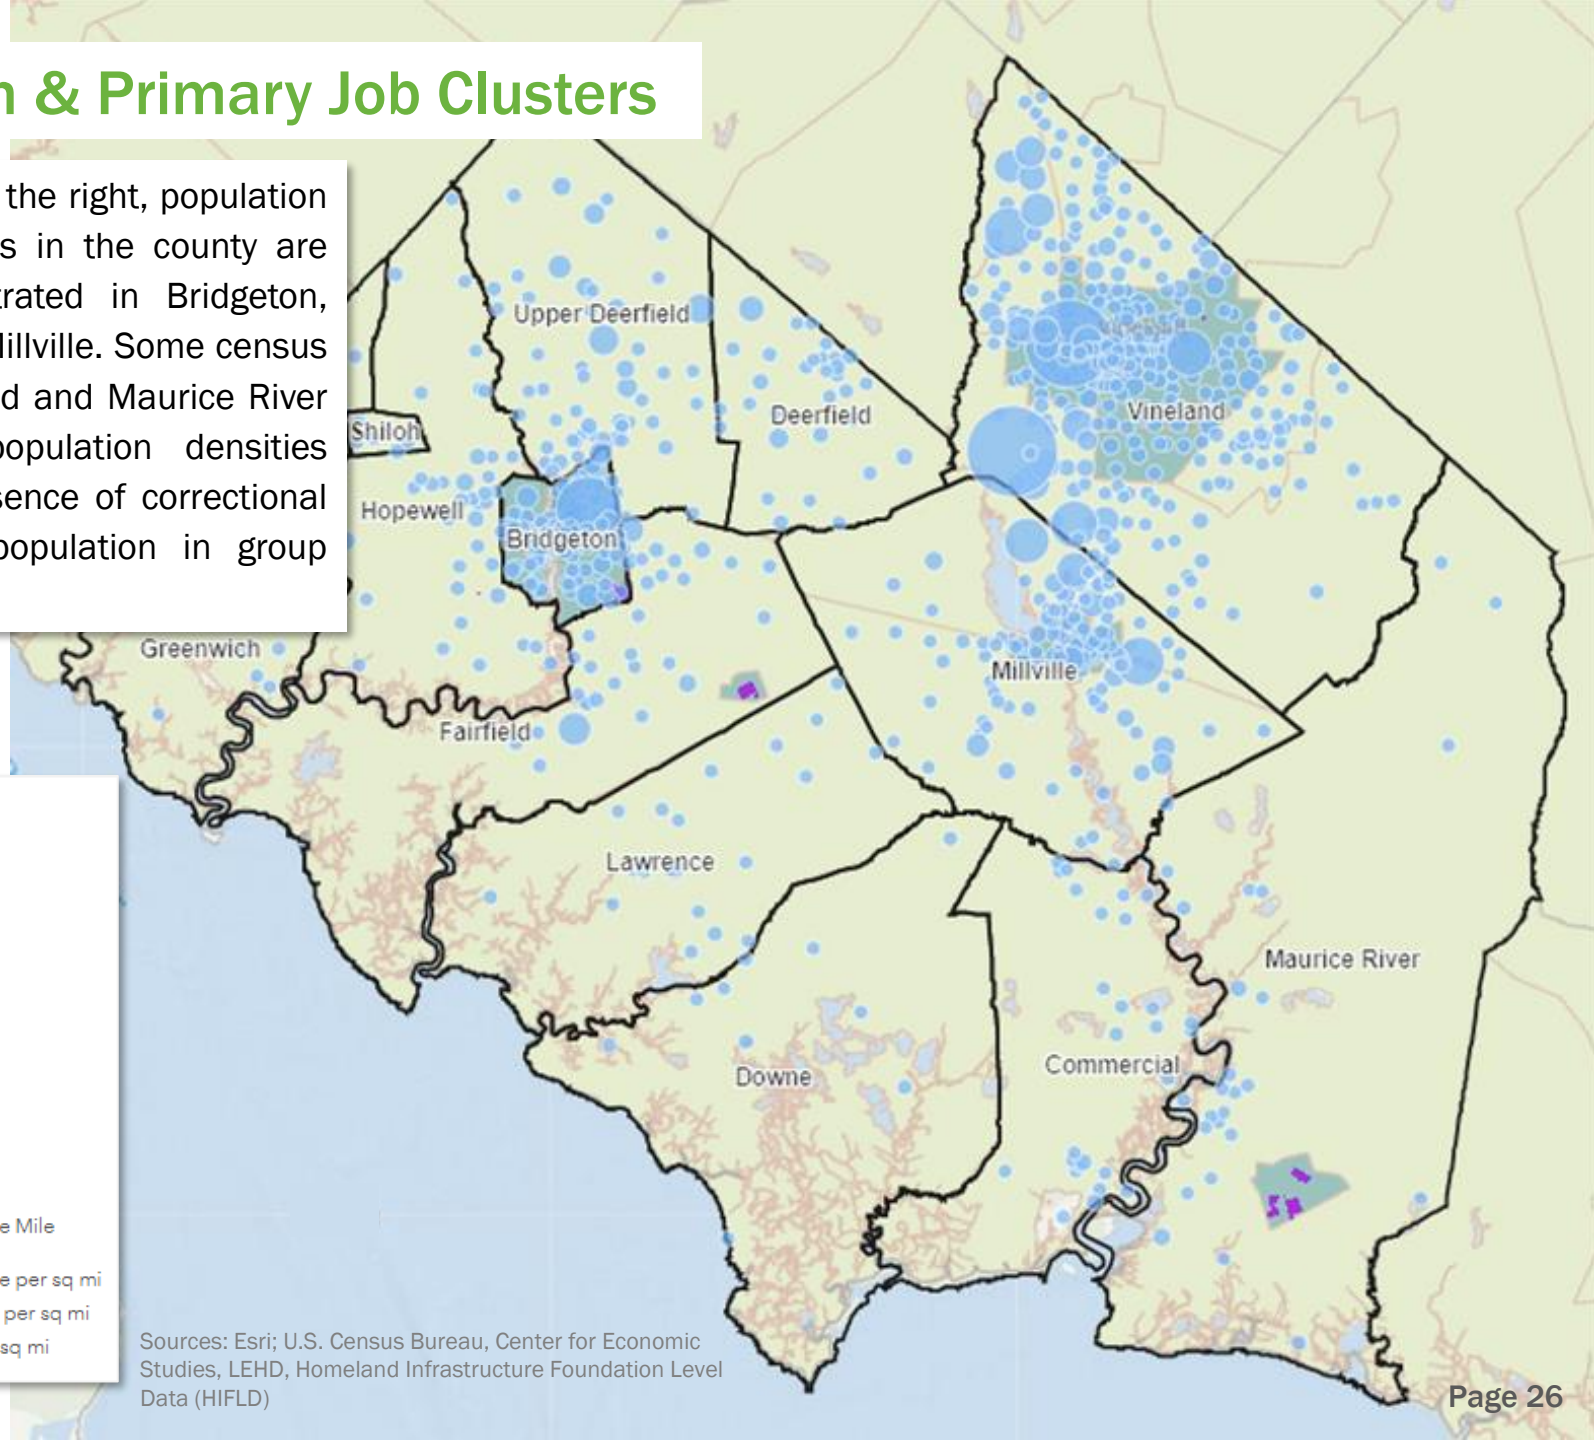 & Primary Job Clusters
the right, population
s in the county are
trated in Bridgeton,
Millville. Some census
d and Maurice River
population densities
sence of correctional
population in group
Upper Deerfield
Deerfield
Vineland
Shiloh
Hopewell
Bridgeton
Greenwich
Millville
Fairfield
Lawrence
Maurice River
Downe
Commercial
e Mile
e per sq mi
per sq mi
sq mi
Sources: Esri; U.S. Census Bureau, Center for Economic
Studies, LEHD, Homeland Infrastructure Foundation Level
Data (HIFLD)
Page 26